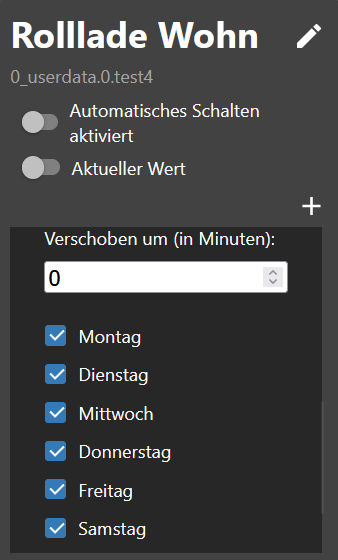 Rolllade Wohn
0_userdata.0.test4
Automatisches Schalten
aktiviert
Aktueller Wert
Verschoben um (in Minuten):
0
Montag
Dienstag
Mittwoch
Donnerstag
Freitag
Samstag